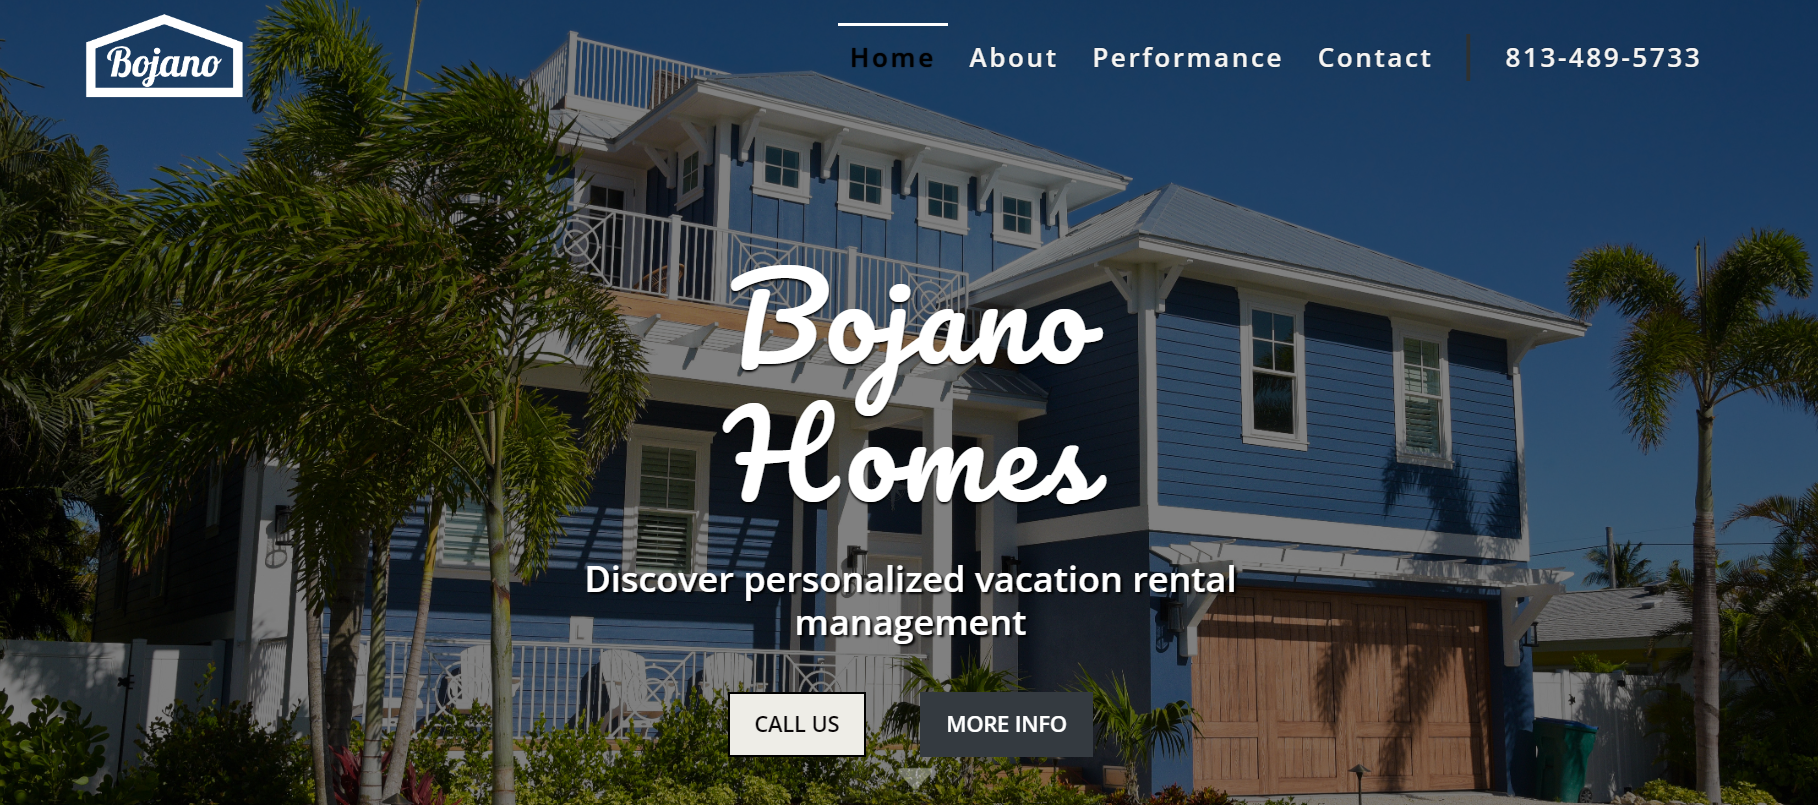 Bojano
Home About Performance Contact 813-489-5733
Bojano
Homes
Discover personalized vacation rental
management
CALL US MORE INFO